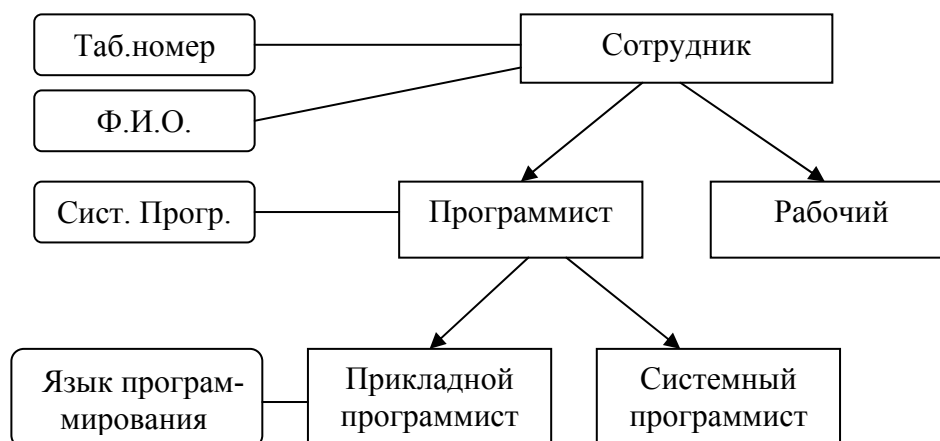 Таб.номер
Сотрудник
Ф.И.О.
Сист. Прогр.
Программист
Рабочий
Язык програм-
мирования
Прикладной
программист
Системный
программист